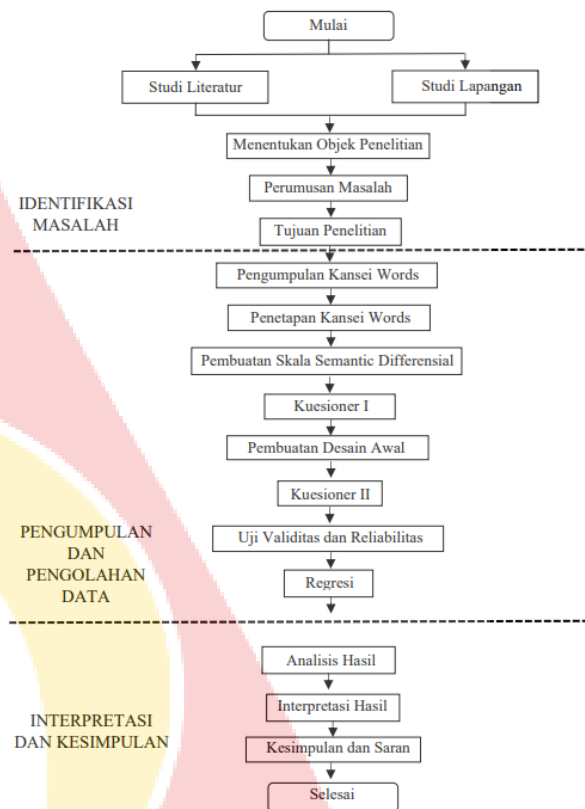 Mulai
Studi Literatur
Studi Lapangan
Menentukan Objek Penelitian
Perumusan Masalah
IDENTIFIKASI
MASALAH
Tujuan Penelitian
Pengumpulan Kansei Words
Penetapan Kansei Words
Pembuatan Skala Semantic Differensial
Kuesioner I
Pembuatan Desain Awal
Kuesioner II
PENGUMPULAN
DAN
PENGOLAHAN
DATA
Uji Validitas dan Reliabilitas
Regresi
Analisis Hasil
Interpretasi Hasil
INTERPRETASI
DAN KESIMPULAN
Kesimpulan dan Saran
Selesai